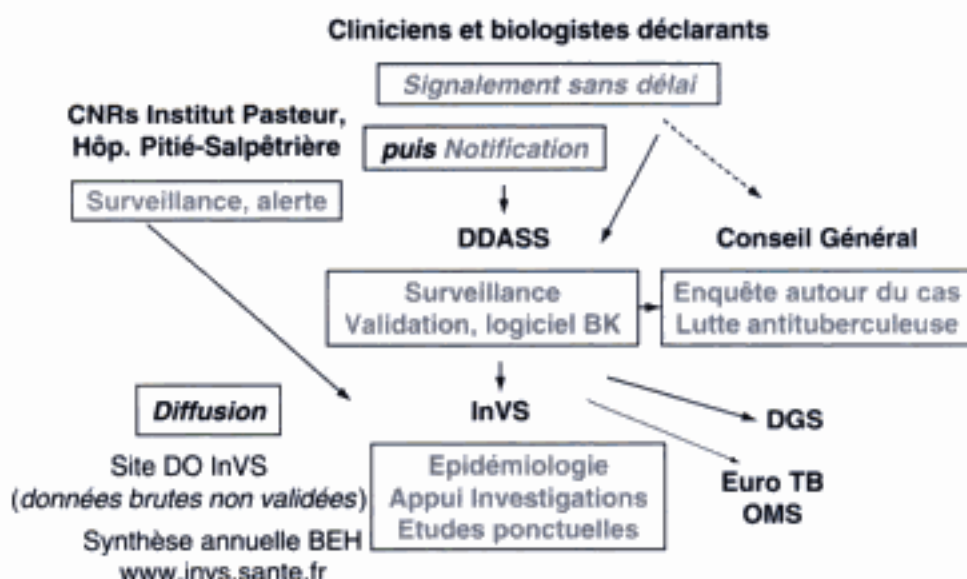 Cliniciens et biologistes déclarants
Signalement sans délai
CNRs Institut Pasteur,
Hôp. Pitié-Salpêtrière
puis Notification
Surveillance, alerte
DDASS
Conseil Général
Surveillance
Validation, logiciel BK
Enquête autour du cas
Lutte antituberculeuse
Diffusion
InVS
DGS
Site DO InVS
(données brutes non validées)
Epidémiologie
Appui Investigations
Etudes ponctuelles
Euro TB
OMS
Synthèse annuelle BEH
www.invs.sante.fr